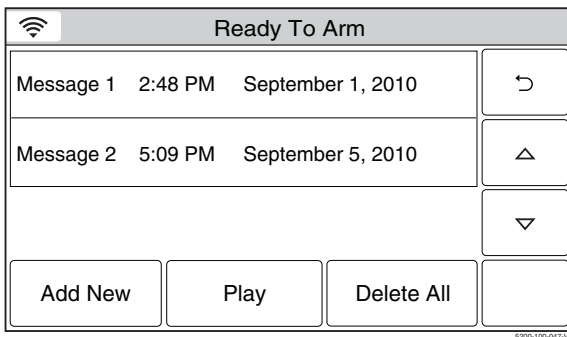 Ready To Arm
Message 1 2:48 PM September 1, 2010
Message 2 5:09 PM September 5, 2010
Add New Play Delete All